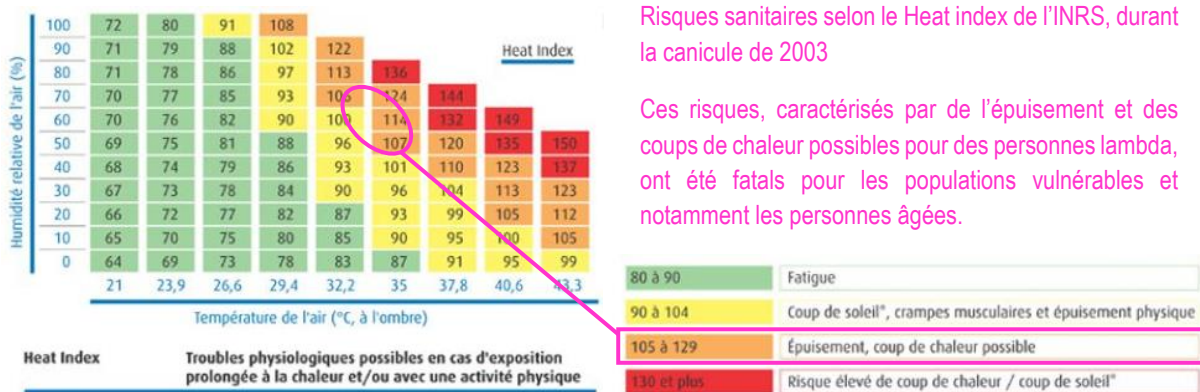 Risques sanitaires selon le Heat index de l'INRS, durant
la canicule de 2003
Ces risques, caractérisés par de l'épuisement et des
coups de chaleur possibles pour des personnes lambda,
ont été fatals pour les populations vulnérables et
notamment les personnes âgées.
Heat Index
Humidité relative de l'air (%)
100 72 80 91 108
90 71 79 88 102 122
80 71 78 86 97 113 136
70 70 77 85 93 106 124 144
60 70 76 82 90 100 114 132 149
50 69 75 81 88 96 107 120 135 150
40 68 74 79 86 93 101 110 123 137
30 67 73 78 84 90 96 104 113 123
20 66 72 77 82 87 93 99 105 112
10 65 70 75 80 85 90 95 100 105
0 64 69 73 78 83 87 91 95 99
21 23,9 26,6 29,4 32,2 35 37,8 40,6 43,3
Température de l'air (°C, à l'ombre)
Heat Index Troubles physiologiques possibles en cas d'exposition
prolongée à la chaleur et/ou avec une activité physique
80 à 90 Fatigue
90 à 104 Coup de soleil*, crampes musculaires et épuisement physique
105 à 129 Épuisement, coup de chaleur possible
130 et plus Risque élevé de coup de chaleur / coup de soleil*